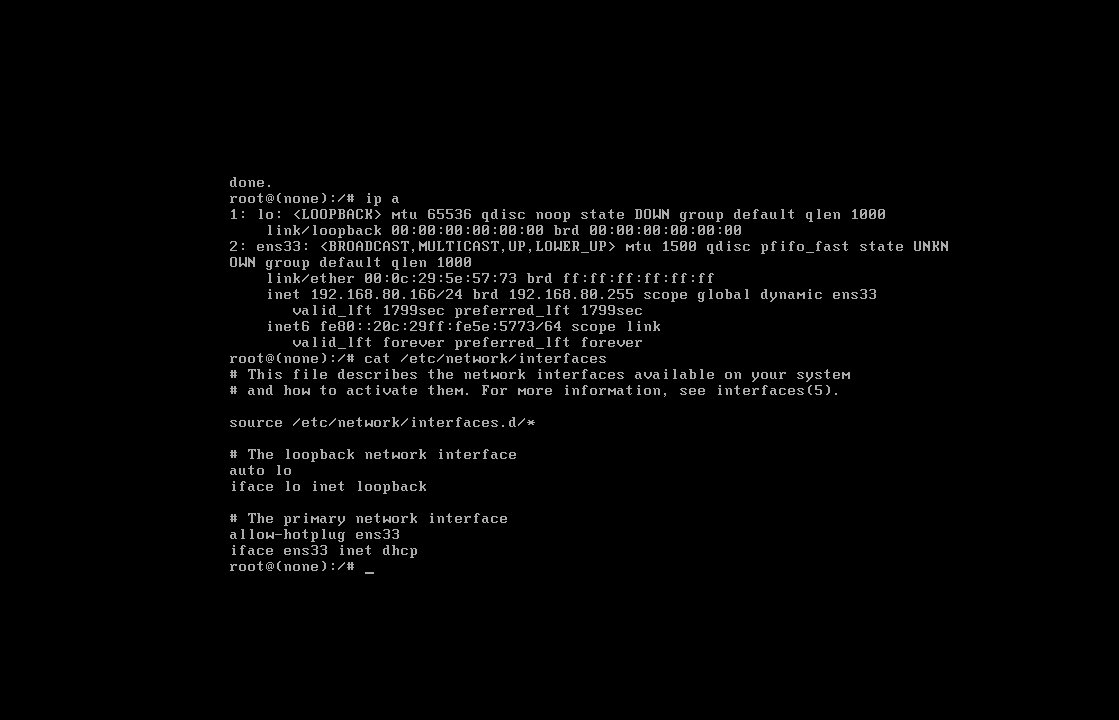 done.
root@(none):/# ip a
1: lo: <LOOPBACK> mtu 65536 qdisc noop state DOWN group default qlen 1000
    link/loopback 00:00:00:00:00:00 brd 00:00:00:00:00:00
2: ens33: <BROADCAST,MULTICAST,UP,LOWER_UP> mtu 1500 qdisc pfifo_fast state UNKN
OWN group default qlen 1000
    link/ether 00:0c:29:5e:57:73 brd ff:ff:ff:ff:ff:ff
    inet 192.168.80.166/24 brd 192.168.80.255 scope global dynamic ens33
       valid_lft 1799sec preferred_lft 1799sec
    inet6 fe80::20c:29ff:fe5e:5773/64 scope link
       valid_lft forever preferred_lft forever
root@(none):/# cat /etc/network/interfaces
# This file describes the network interfaces available on your system
# and how to activate them. For more information, see interfaces(5).

source /etc/network/interfaces.d/*

# The loopback network interface
auto lo
iface lo inet loopback

# The primary network interface
allow-hotplug ens33
iface ens33 inet dhcp
root@(none):/# _